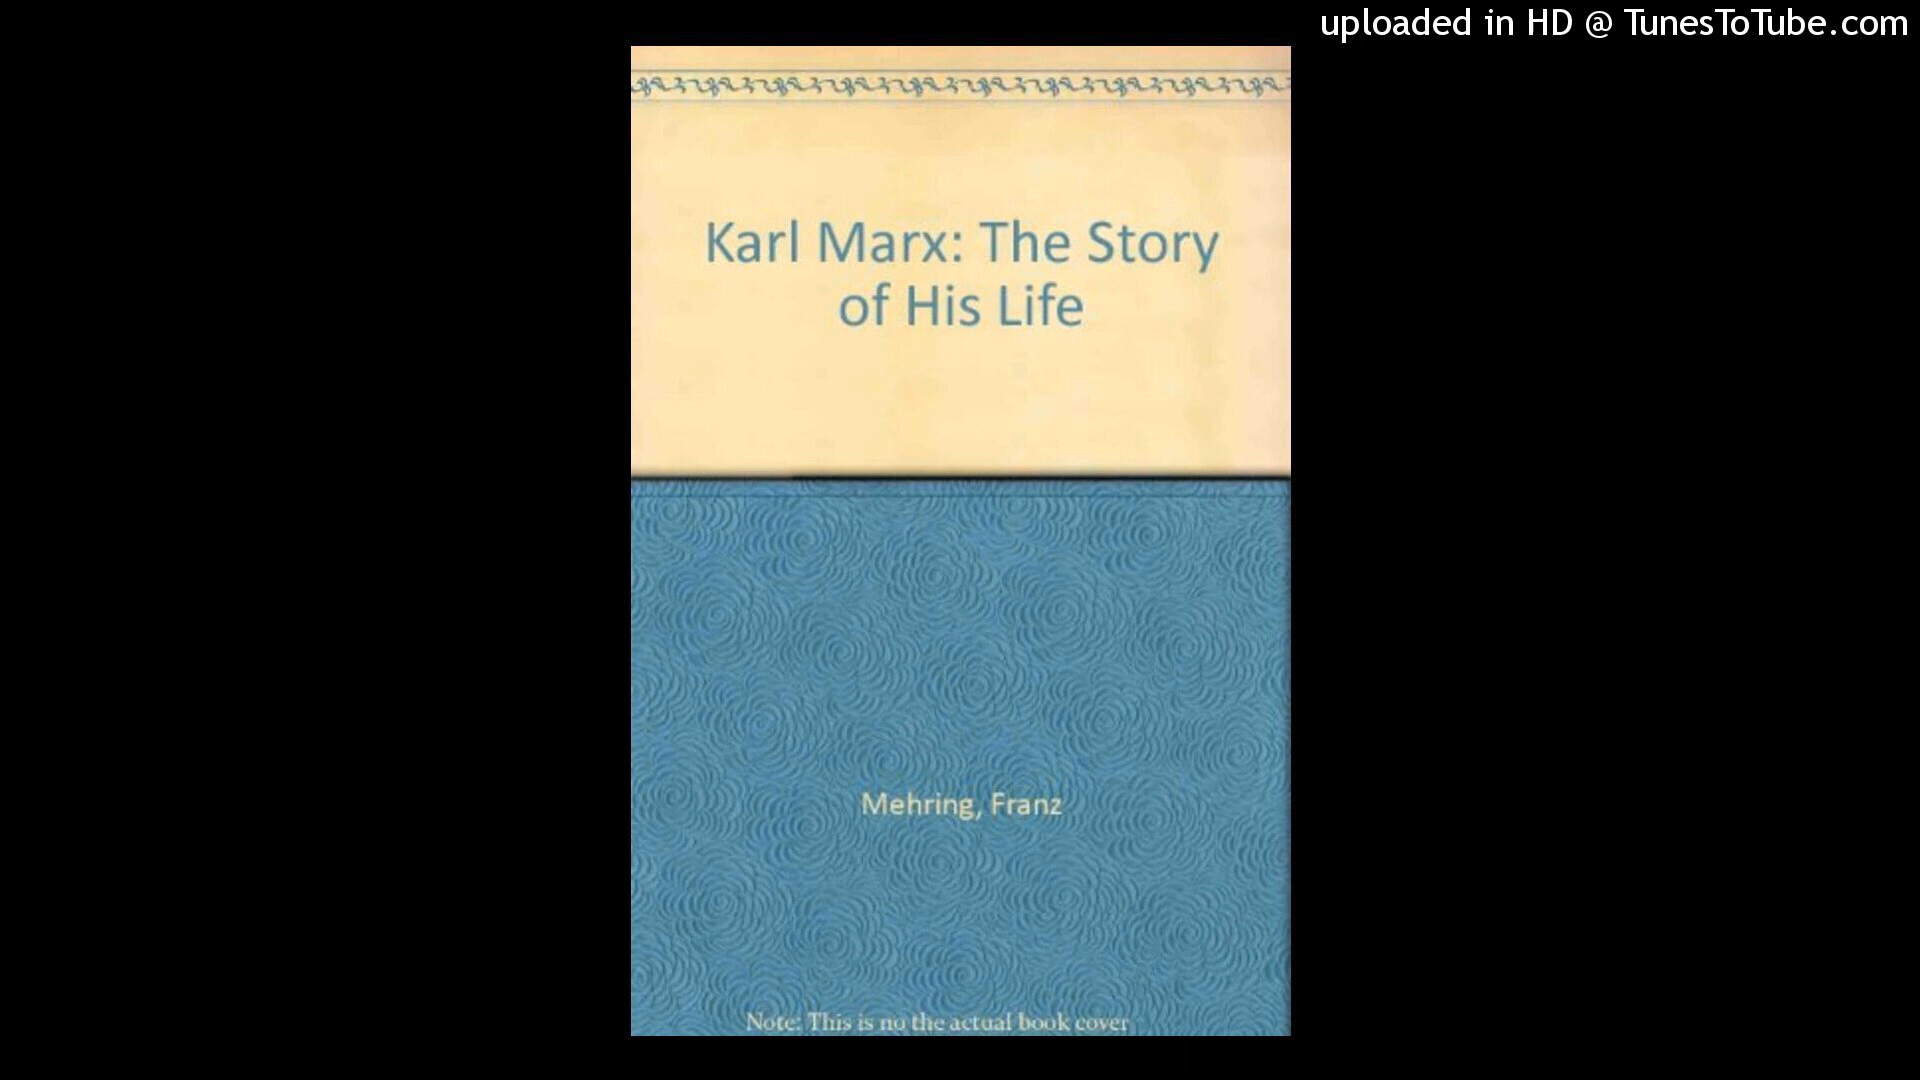 uploaded in HD @ TunesToTube.com
Karl Marx: The Story
of His Life
Mehring, Franz
Note: This is no the actual book cover